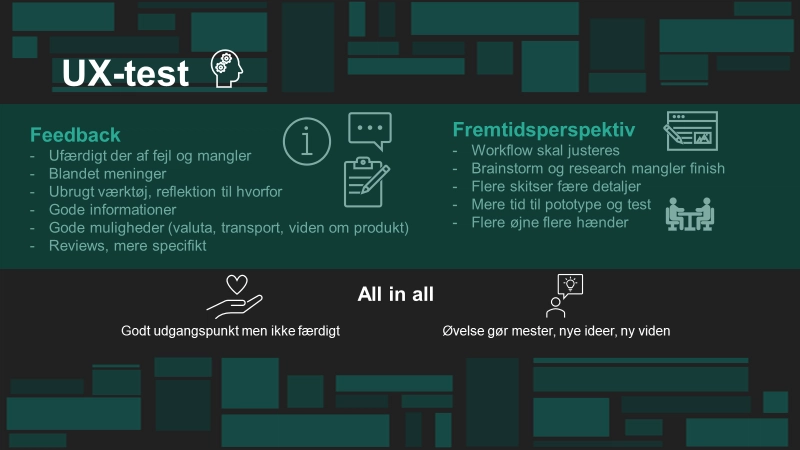 UX-test
Feedback
- Ufærdigt der af fejl og mangler
- Blandet meninger
- Ubrugt værktøj, reflektion til hvorfor
- Gode informationer
- Gode muligheder (valuta, transport, viden om produkt)
- Reviews, mere specifikt
Fremtidsperspektiv
- Workflow skal justeres
- Brainstorm og research mangler finish
- Flere skitser fære detaljer
- Mere tid til pototype og test
- Flere øjne flere hænder
All in all
Godt udgangspunkt men ikke færdigt
Øvelse gør mester, nye ideer, ny viden